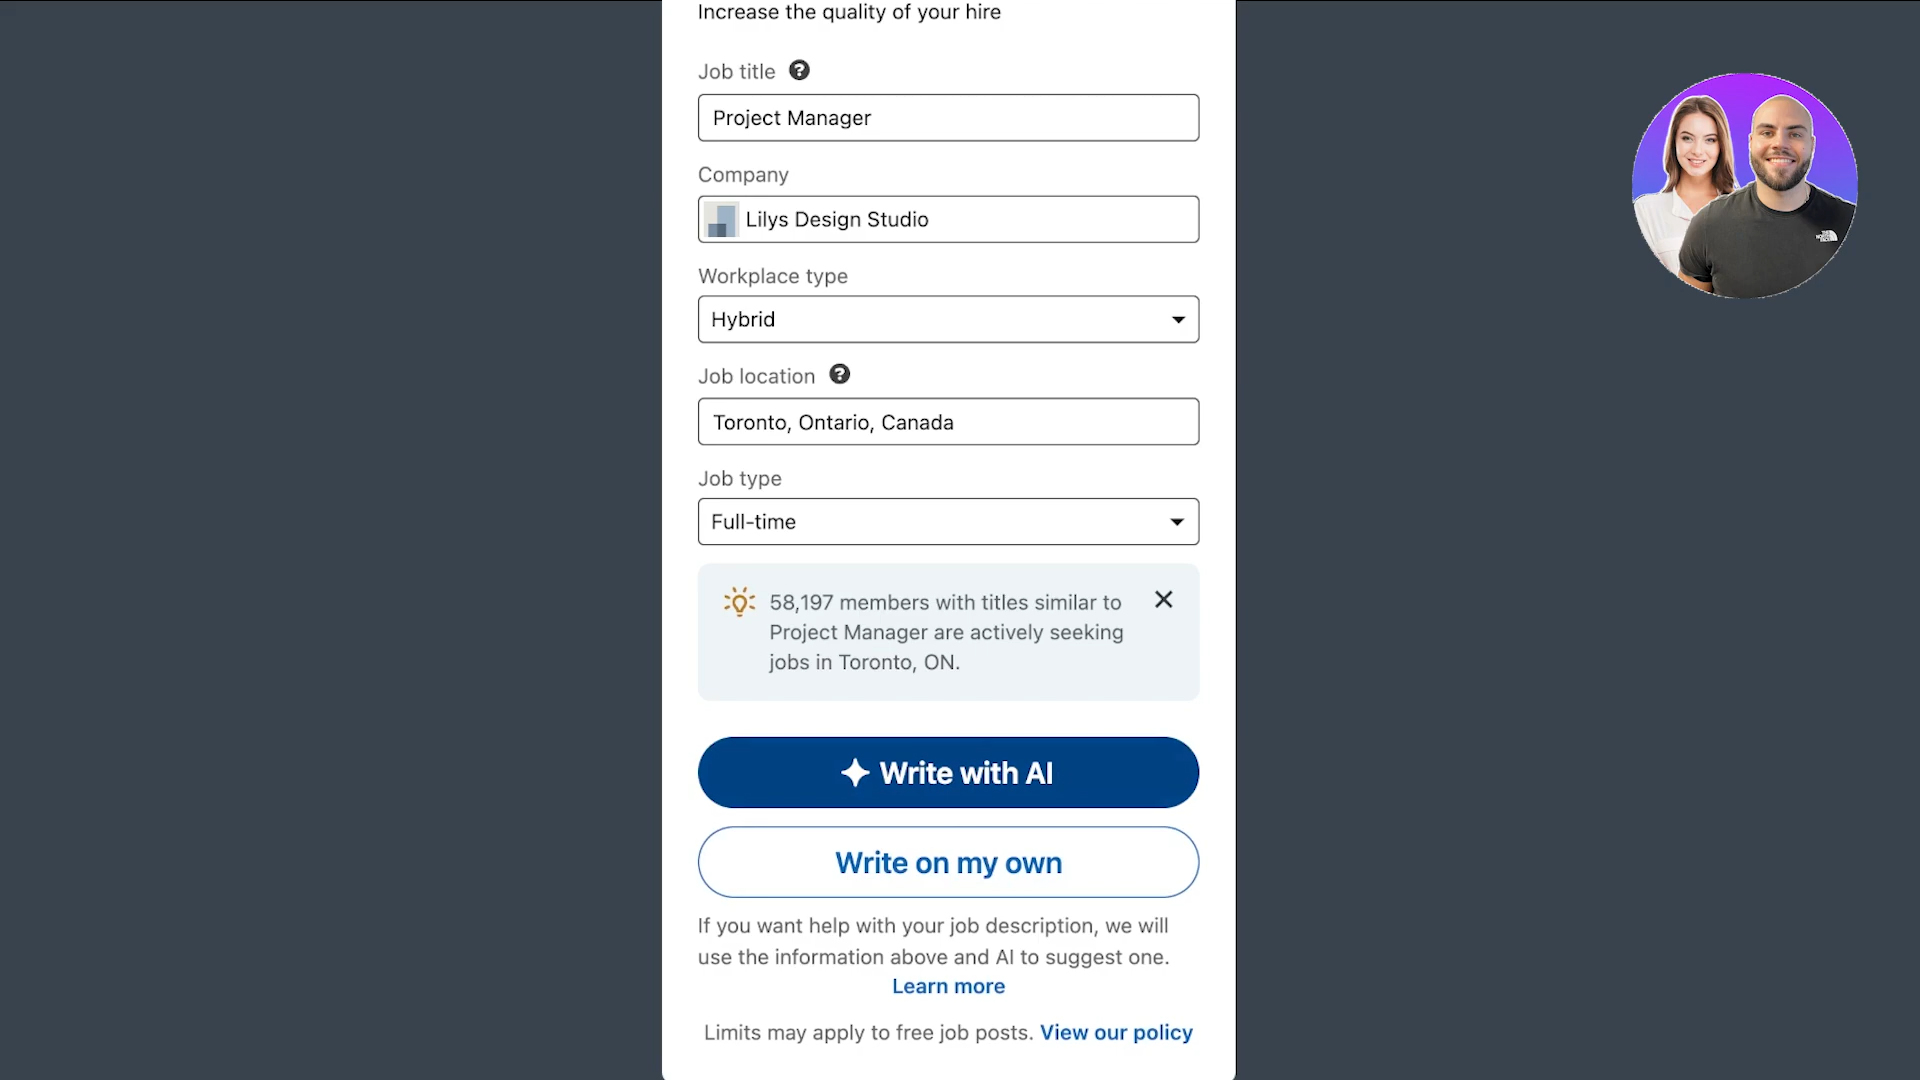 Increase the quality of your hire
Job title
Project Manager
Company
Lilys Design Studio
Workplace type
Hybrid
Job location
Toronto, Ontario, Canada
Job type
Full-time
58,197 members with titles similar to
Project Manager are actively seeking
jobs in Toronto, ON.
Write with AI
Write on my own
If you want help with your job description, we will
use the information above and AI to suggest one.
Learn more
Limits may apply to free job posts. View our policy